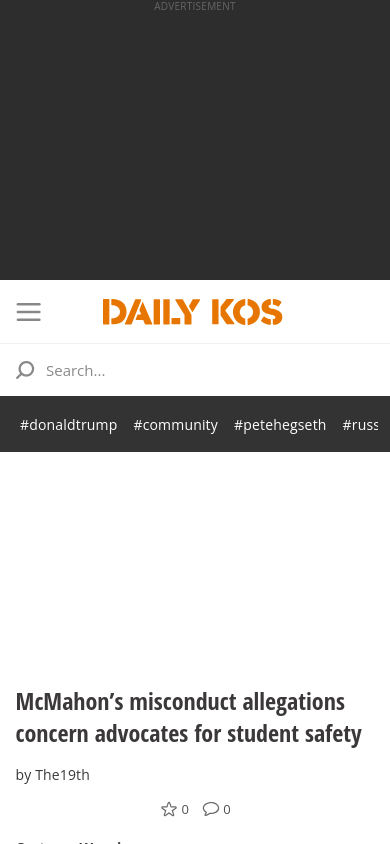 ADVERTISEMENT
DAILY KOS
Search...
#donaldtrump #community #petehegseth #russ
McMahon’s misconduct allegations
concern advocates for student safety
by The19th
0 0